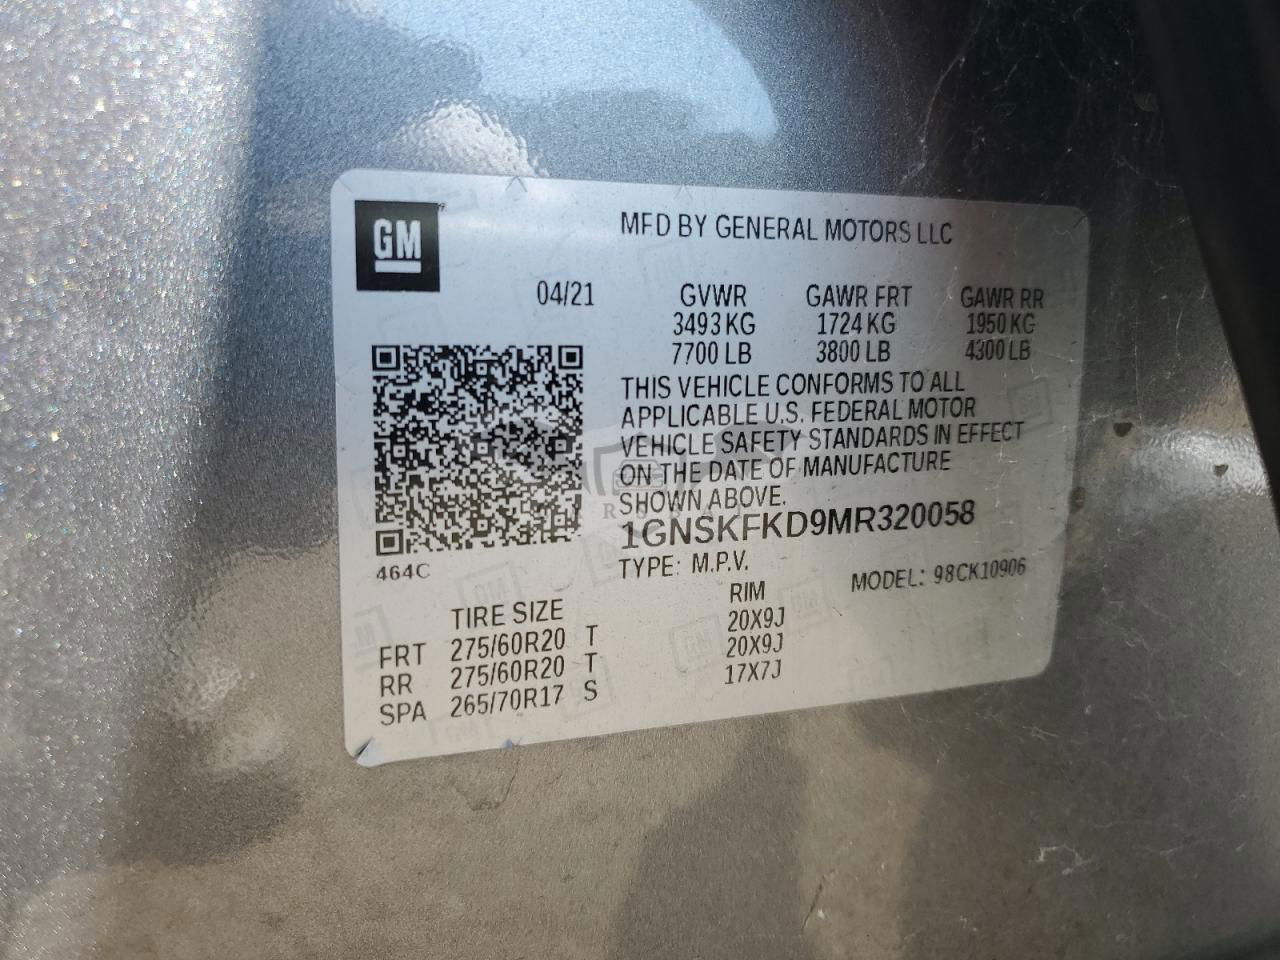 GM
MFD BY GENERAL MOTORS LLC
04/21 GVWR GAWR FRT GAWR RR
3493 KG 1724 KG 1950 KG
7700 LB 3800 LB 4300 LB
THIS VEHICLE CONFORMS TO ALL
APPLICABLE U.S. FEDERAL MOTOR
VEHICLE SAFETY STANDARDS IN EFFECT
ON THE DATE OF MANUFACTURE
SHOWN ABOVE.
1GNSKFKD9MR320058
464C
TYPE: M.P.V. MODEL: 98CK10906
TIRE SIZE RIM
FRT 275/60R20 T 20X9J
RR 275/60R20 T 20X9J
SPA 265/70R17 S 17X7J